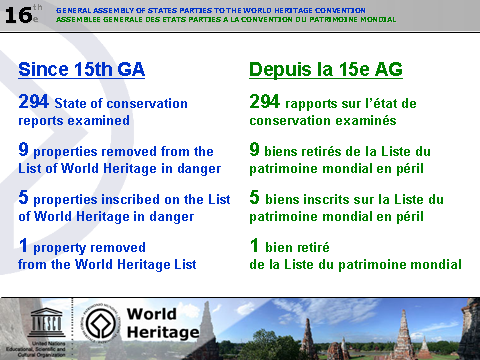 16th
e
GENERAL ASSEMBLY OF STATES PARTIES TO THE WORLD HERITAGE CONVENTION
ASSEMBLEE GENERALE DES ETATS PARTIES A LA CONVENTION DU PATRIMOINE MONDIAL
Since 15th GA
294 State of conservation
reports examined
9 properties removed from the
List of World Heritage in danger
5 properties inscribed on the List
of World Heritage in danger
1 property removed
from the World Heritage List
Depuis la 15e AG
294 rapports sur l'état de
conservation examinés
9 biens retirés de la Liste du
patrimoine mondial en péril
5 biens inscrits sur la Liste du
patrimoine mondial en péril
1 bien retiré
de la Liste du patrimoine mondial
UNESCO
United Nations
Educational, Scientific and
Cultural Organization
World
Heritage